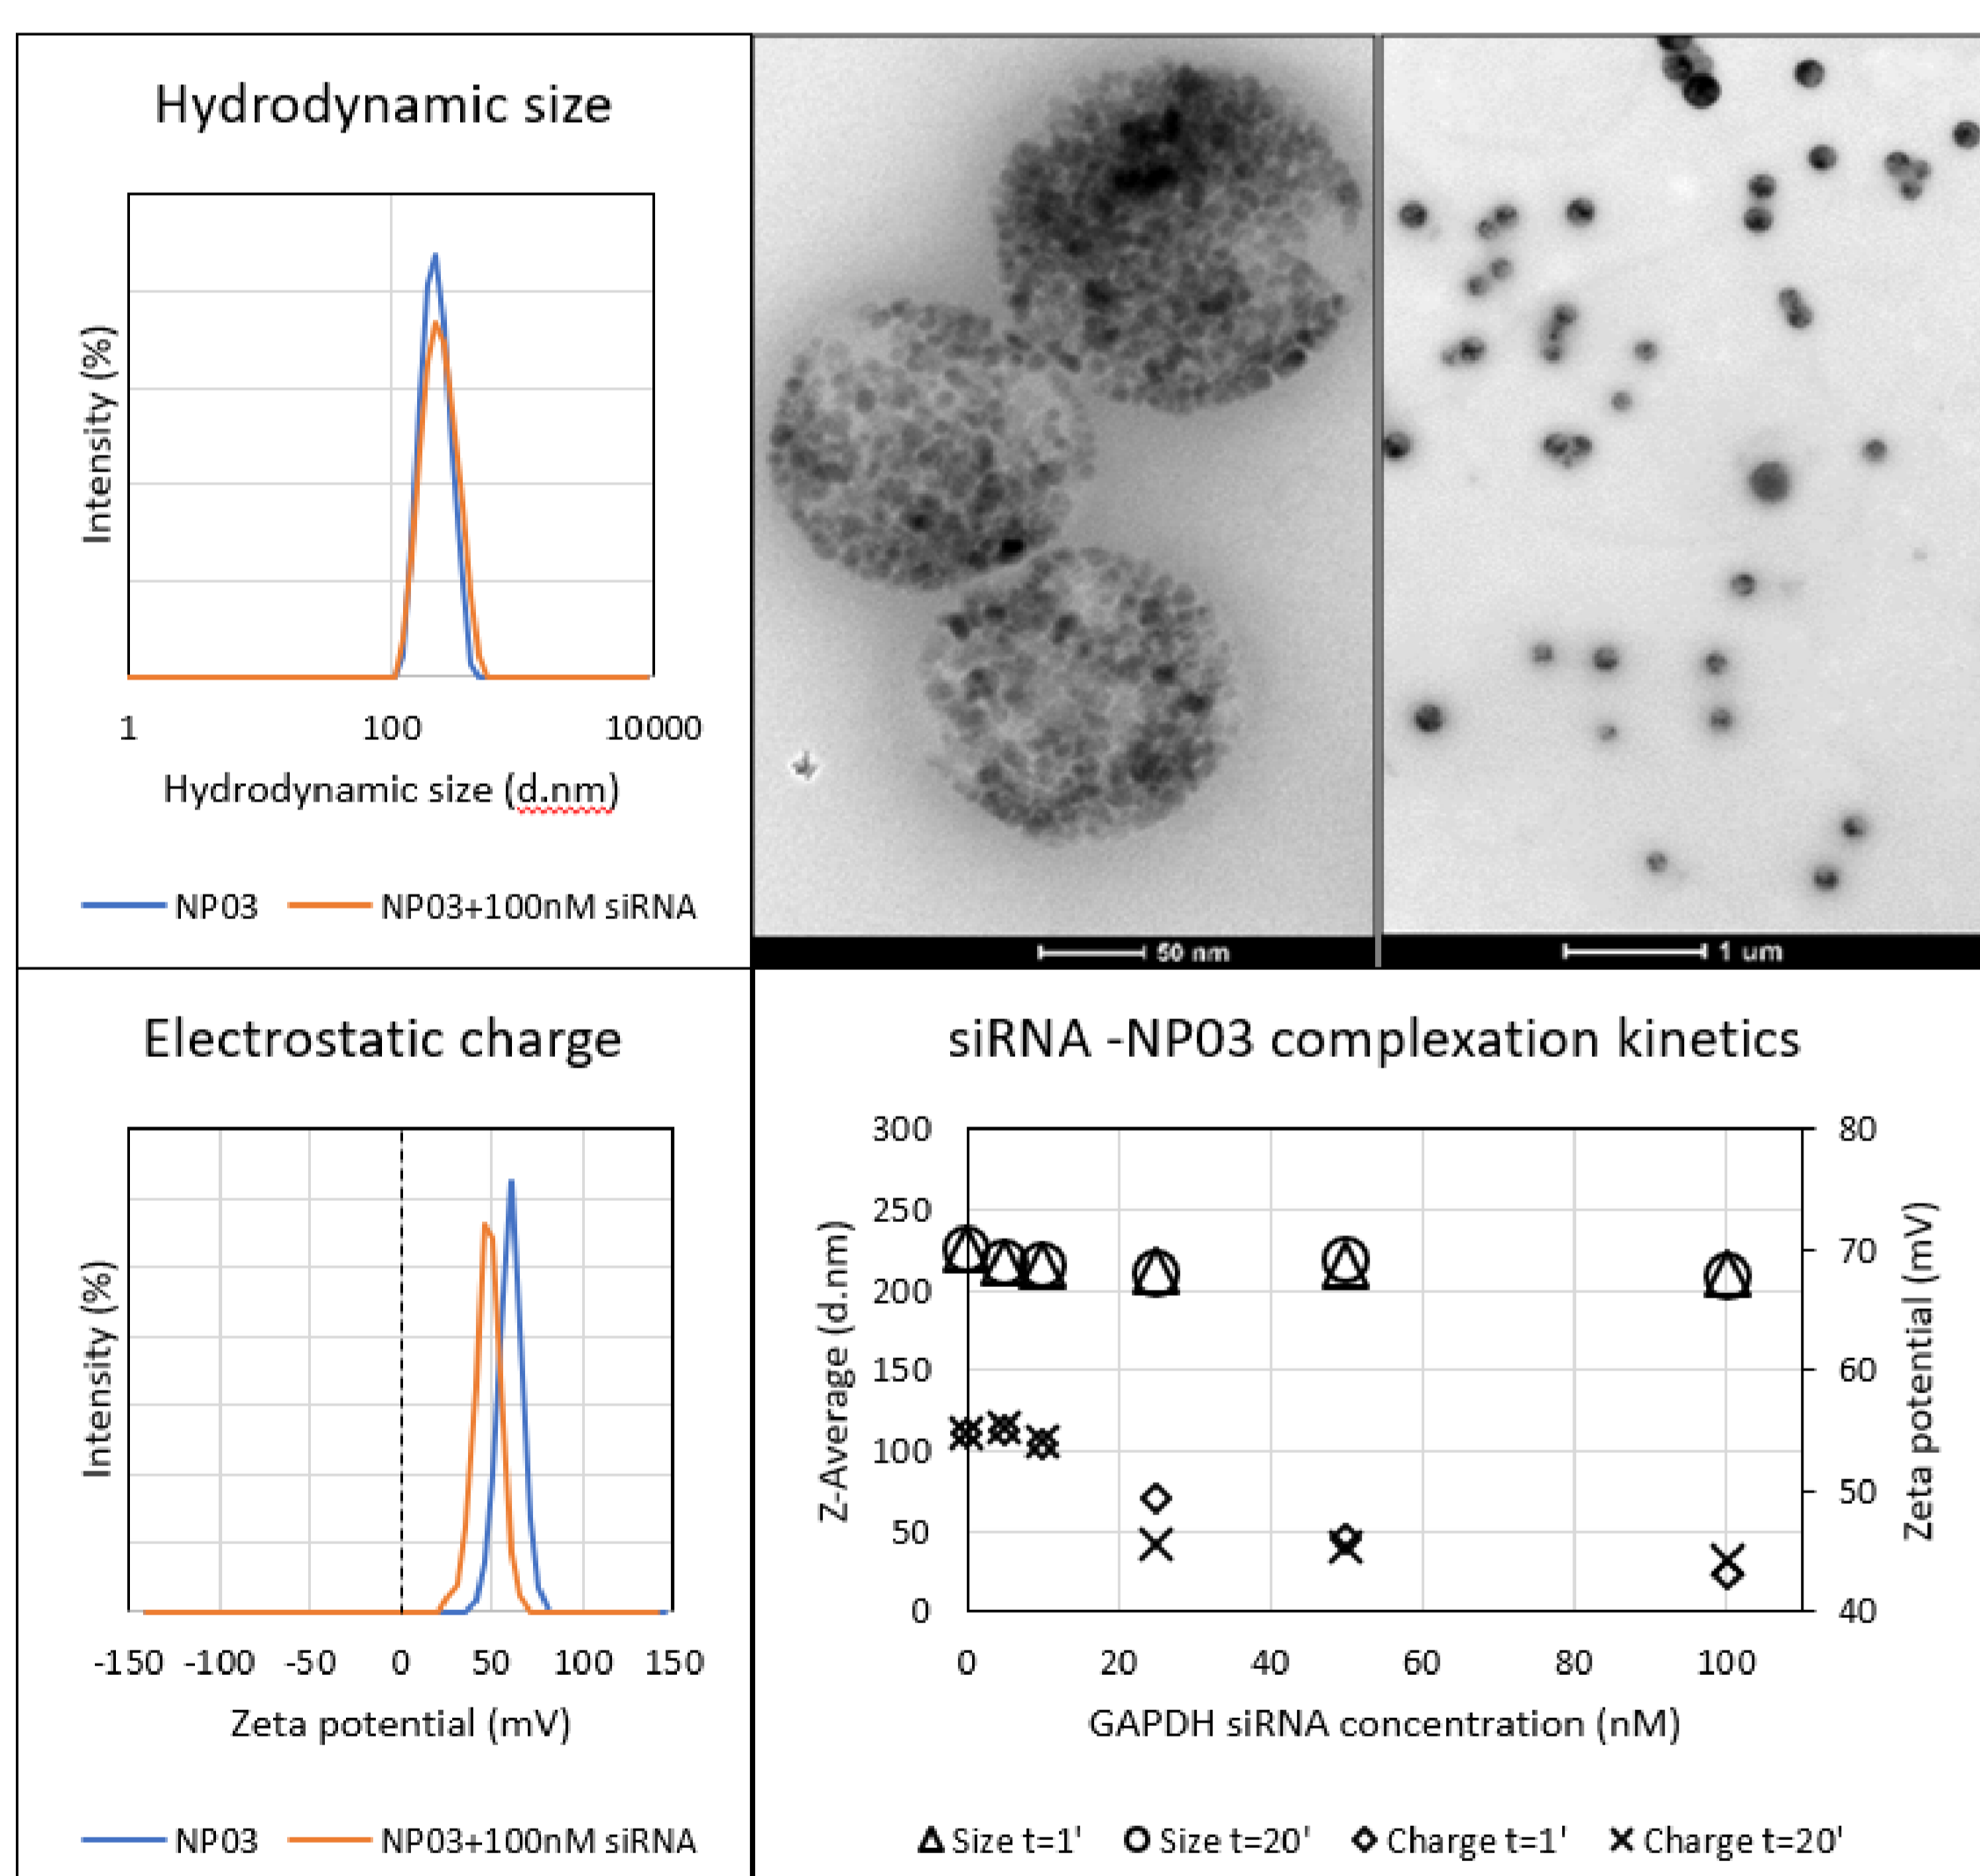 Hydrodynamic size
Intensity (%)
1 100 10000
Hydrodynamic size (d.nm)
NP03 NP03+100nM siRNA
50 nm
1 um
Electrostatic charge
Intensity (%)
-150 -100 -50 0 50 100 150
Zeta potential (mV)
NP03 NP03+100nM siRNA
siRNA -NP03 complexation kinetics
Z-Average (d.nm)
300
250
200
150
100
50
0
80
70
60
50
40
Zeta potential (mV)
0 20 40 60 80 100
GAPDH siRNA concentration (nM)
Size t=1' Size t=20' Charge t=1' Charge t=20'